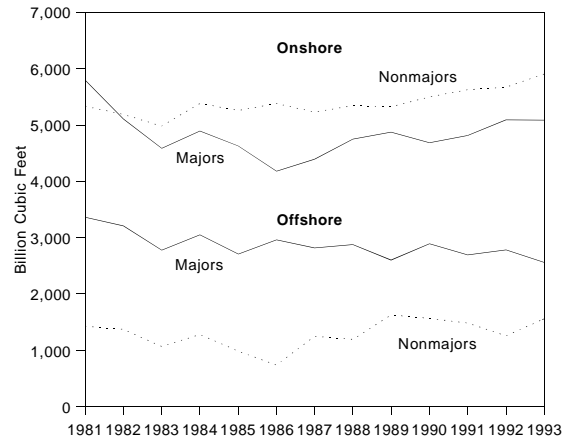 7,000
6,000
5,000
4,000
3,000
2,000
1,000
0
Billion Cubic Feet
Onshore
Nonmajors
Majors
Offshore
Majors
Nonmajors
1981 1982 1983 1984 1985 1986 1987 1988 1989 1990 1991 1992 1993